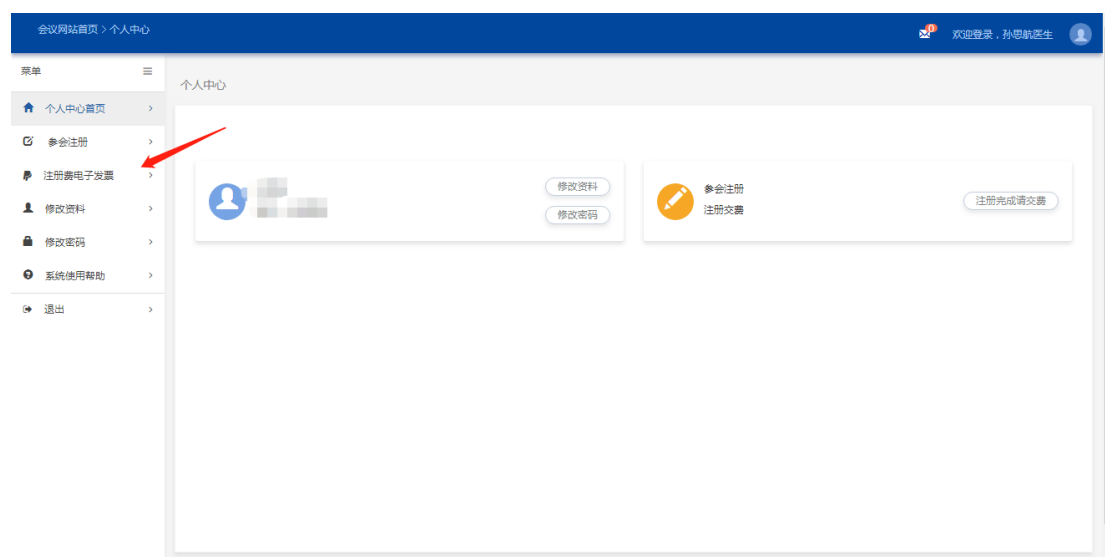 会议网站首页 > 个人中心
0
欢迎登录，孙思航医生
菜单
个人中心首页
参会注册
注册费电子发票
修改资料
修改密码
系统使用帮助
退出
个人中心
修改资料
修改密码
参会注册
注册交费
注册完成请交费